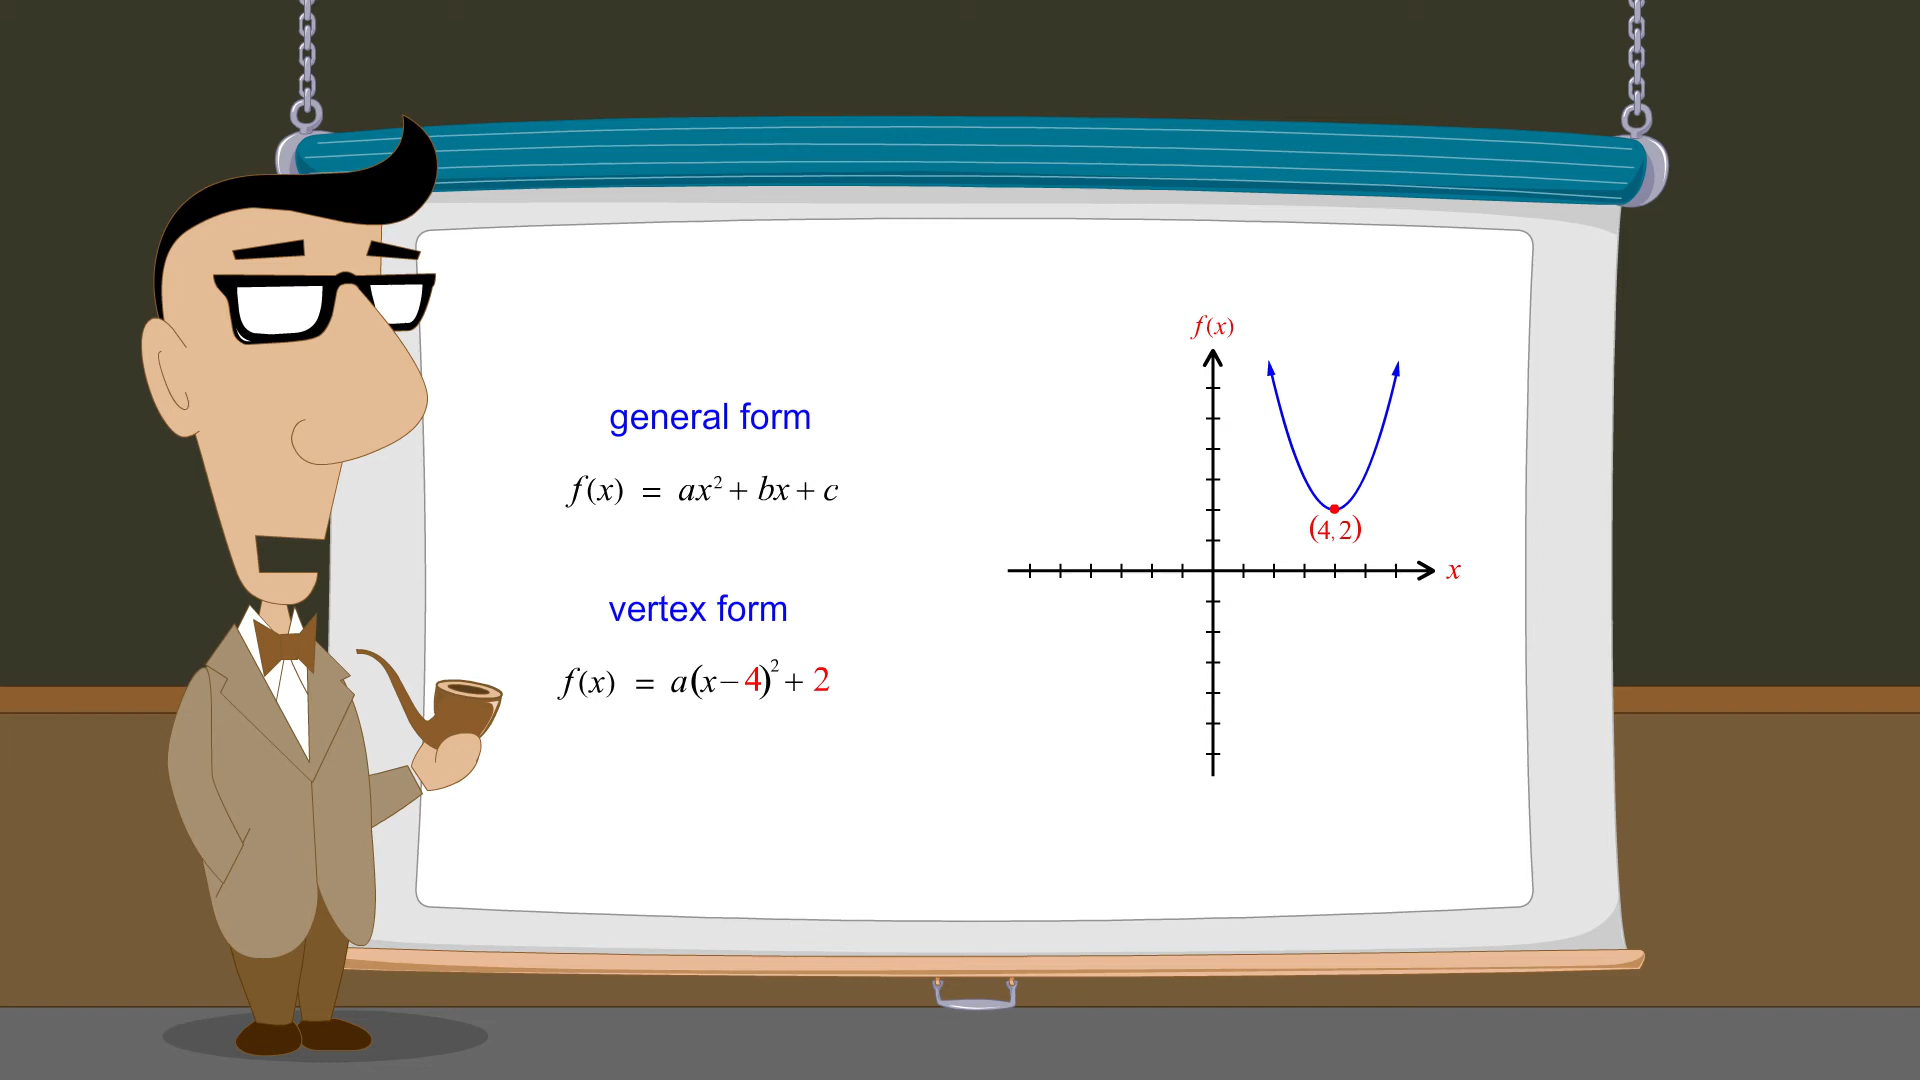 general form
f(x) = ax² + bx + c
vertex form
f(x) = a(x − 4)² + 2
f(x)
(4, 2)
x